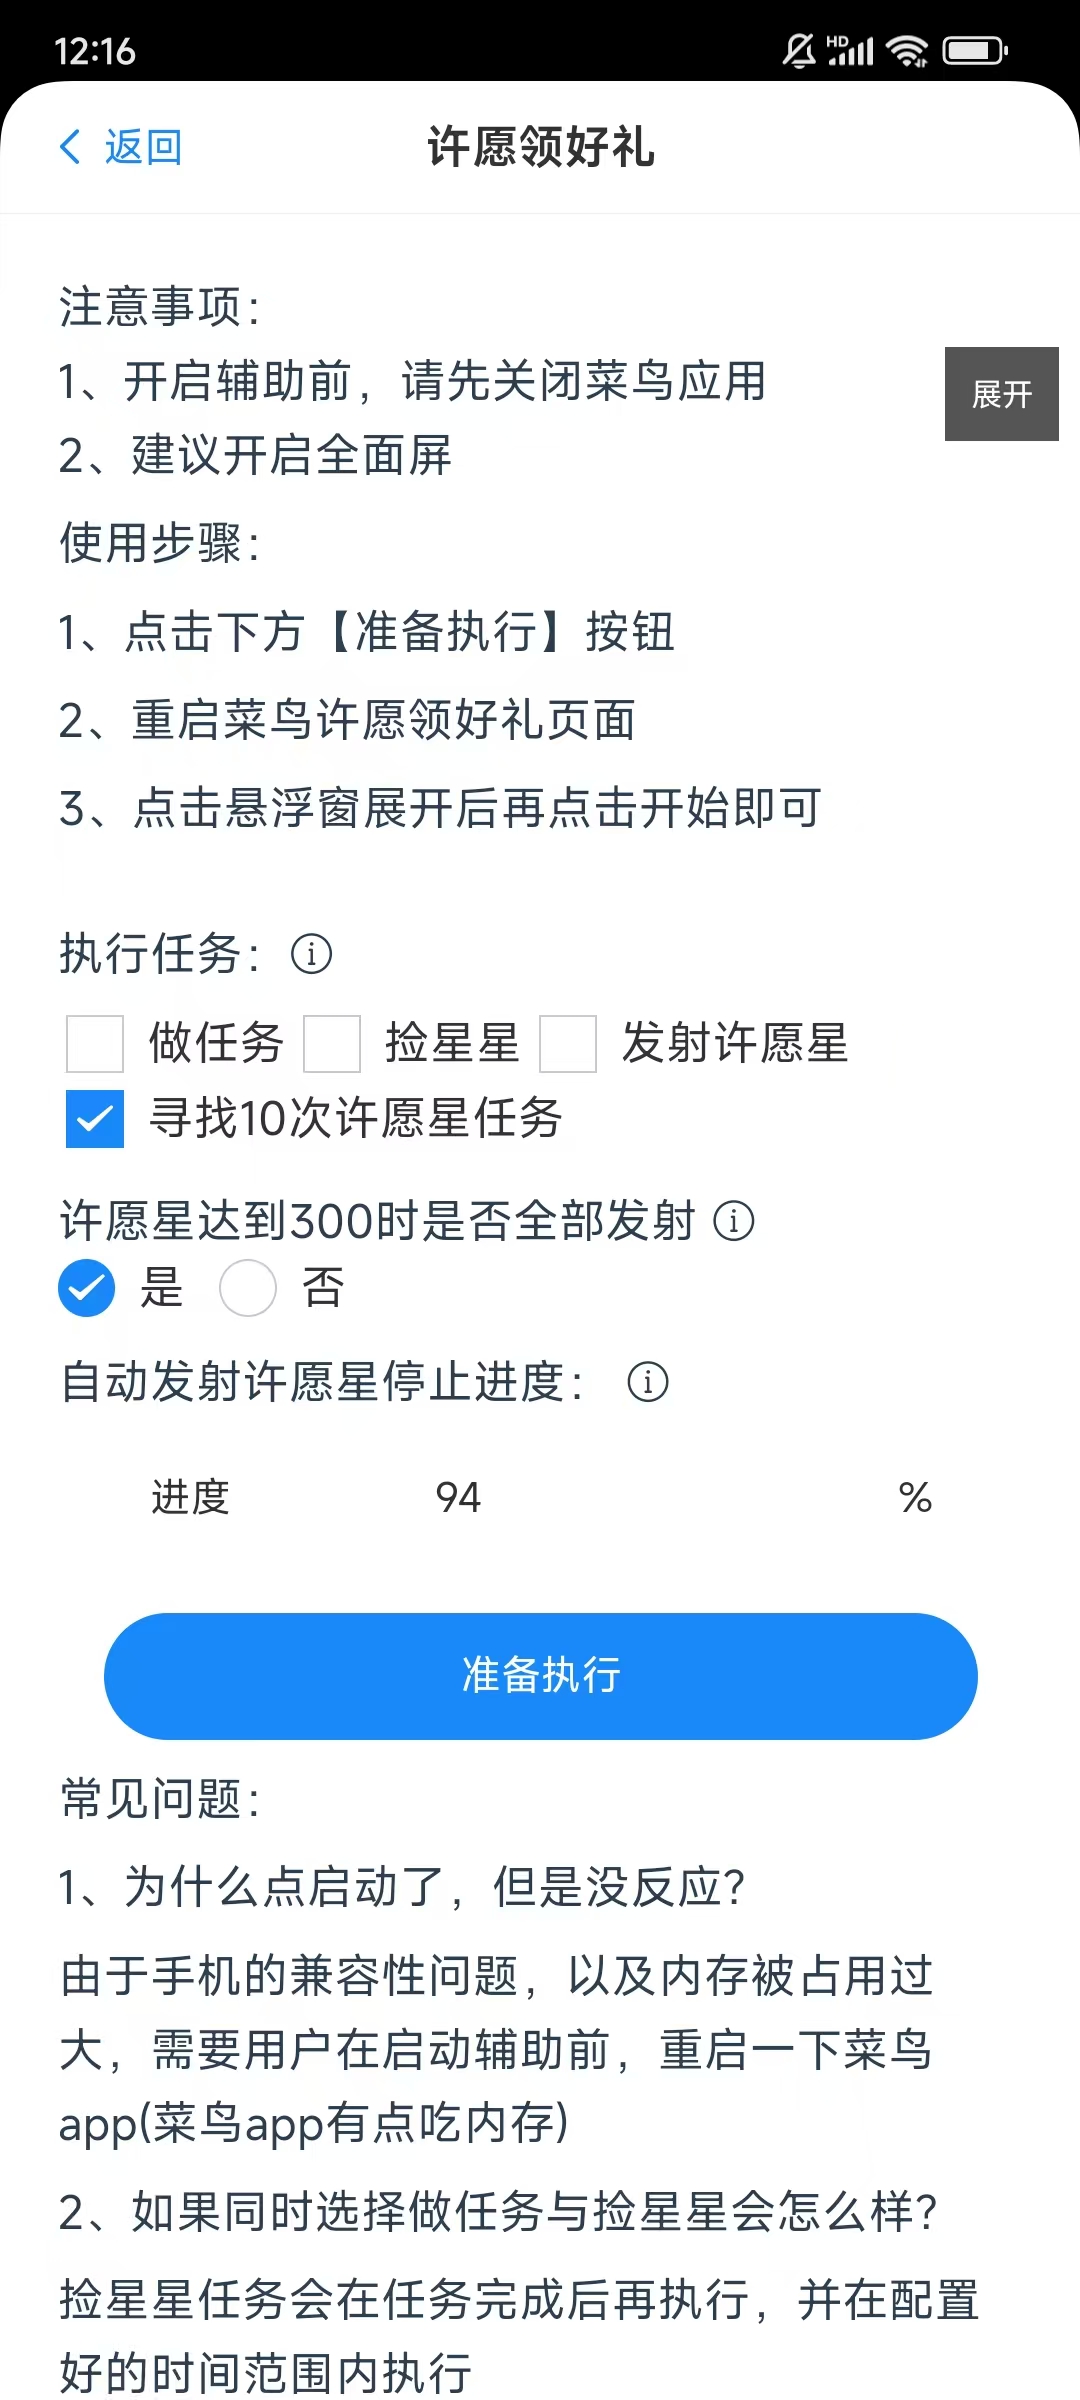 12:16
HD
返回
许愿领好礼
注意事项：
1、开启辅助前，请先关闭菜鸟应用
展开
2、建议开启全面屏
使用步骤：
1、点击下方【准备执行】按钮
2、重启菜鸟许愿领好礼页面
3、点击悬浮窗展开后再点击开始即可
执行任务：
做任务 捡星星 发射许愿星
寻找10次许愿星任务
许愿星达到300时是否全部发射
是 否
自动发射许愿星停止进度：
进度 94 %
准备执行
常见问题：
1、为什么点启动了，但是没反应？
由于手机的兼容性问题，以及内存被占用过
大，需要用户在启动辅助前，重启一下菜鸟
app(菜鸟app有点吃内存)
2、如果同时选择做任务与捡星星会怎么样？
捡星星任务会在任务完成后再执行，并在配置
好的时间范围内执行